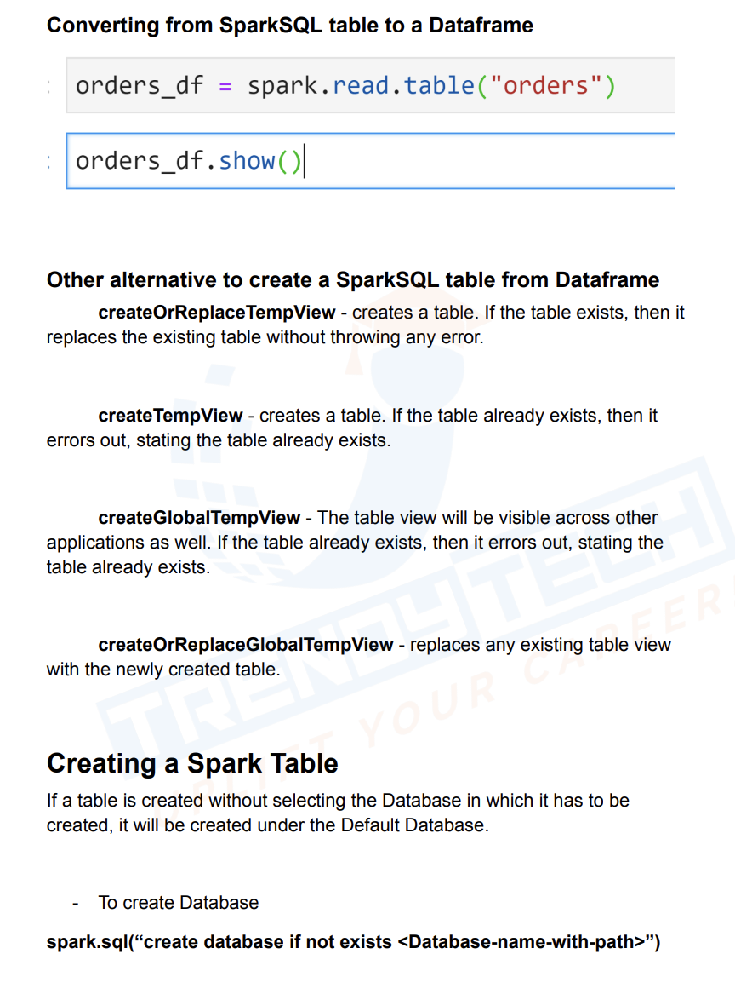 Converting from SparkSQL table to a Dataframe
: orders_df = spark.read.table("orders")
: orders_df.show()
Other alternative to create a SparkSQL table from Dataframe
createOrReplaceTempView - creates a table. If the table exists, then it
replaces the existing table without throwing any error.
createTempView - creates a table. If the table already exists, then it
errors out, stating the table already exists.
createGlobalTempView - The table view will be visible across other
applications as well. If the table already exists, then it errors out, stating the
table already exists.
createOrReplaceGlobalTempView - replaces any existing table view
with the newly created table.
Creating a Spark Table
If a table is created without selecting the Database in which it has to be
created, it will be created under the Default Database.
- To create Database
spark.sql(“create database if not exists <Database-name-with-path>”)
TRENDYTECH
UPLIFT YOUR CAREER!